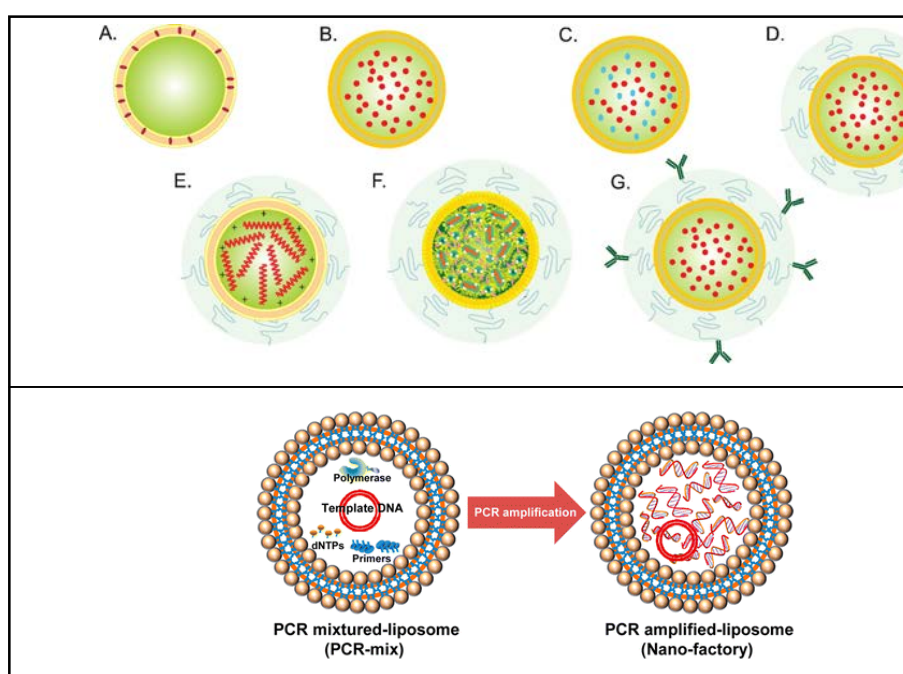 A.
B.
C.
D.
E.
F.
G.
Polymerase
Template DNA
dNTPs
Primers
PCR amplification
PCR mixtured-liposome
(PCR-mix)
PCR amplified-liposome
(Nano-factory)